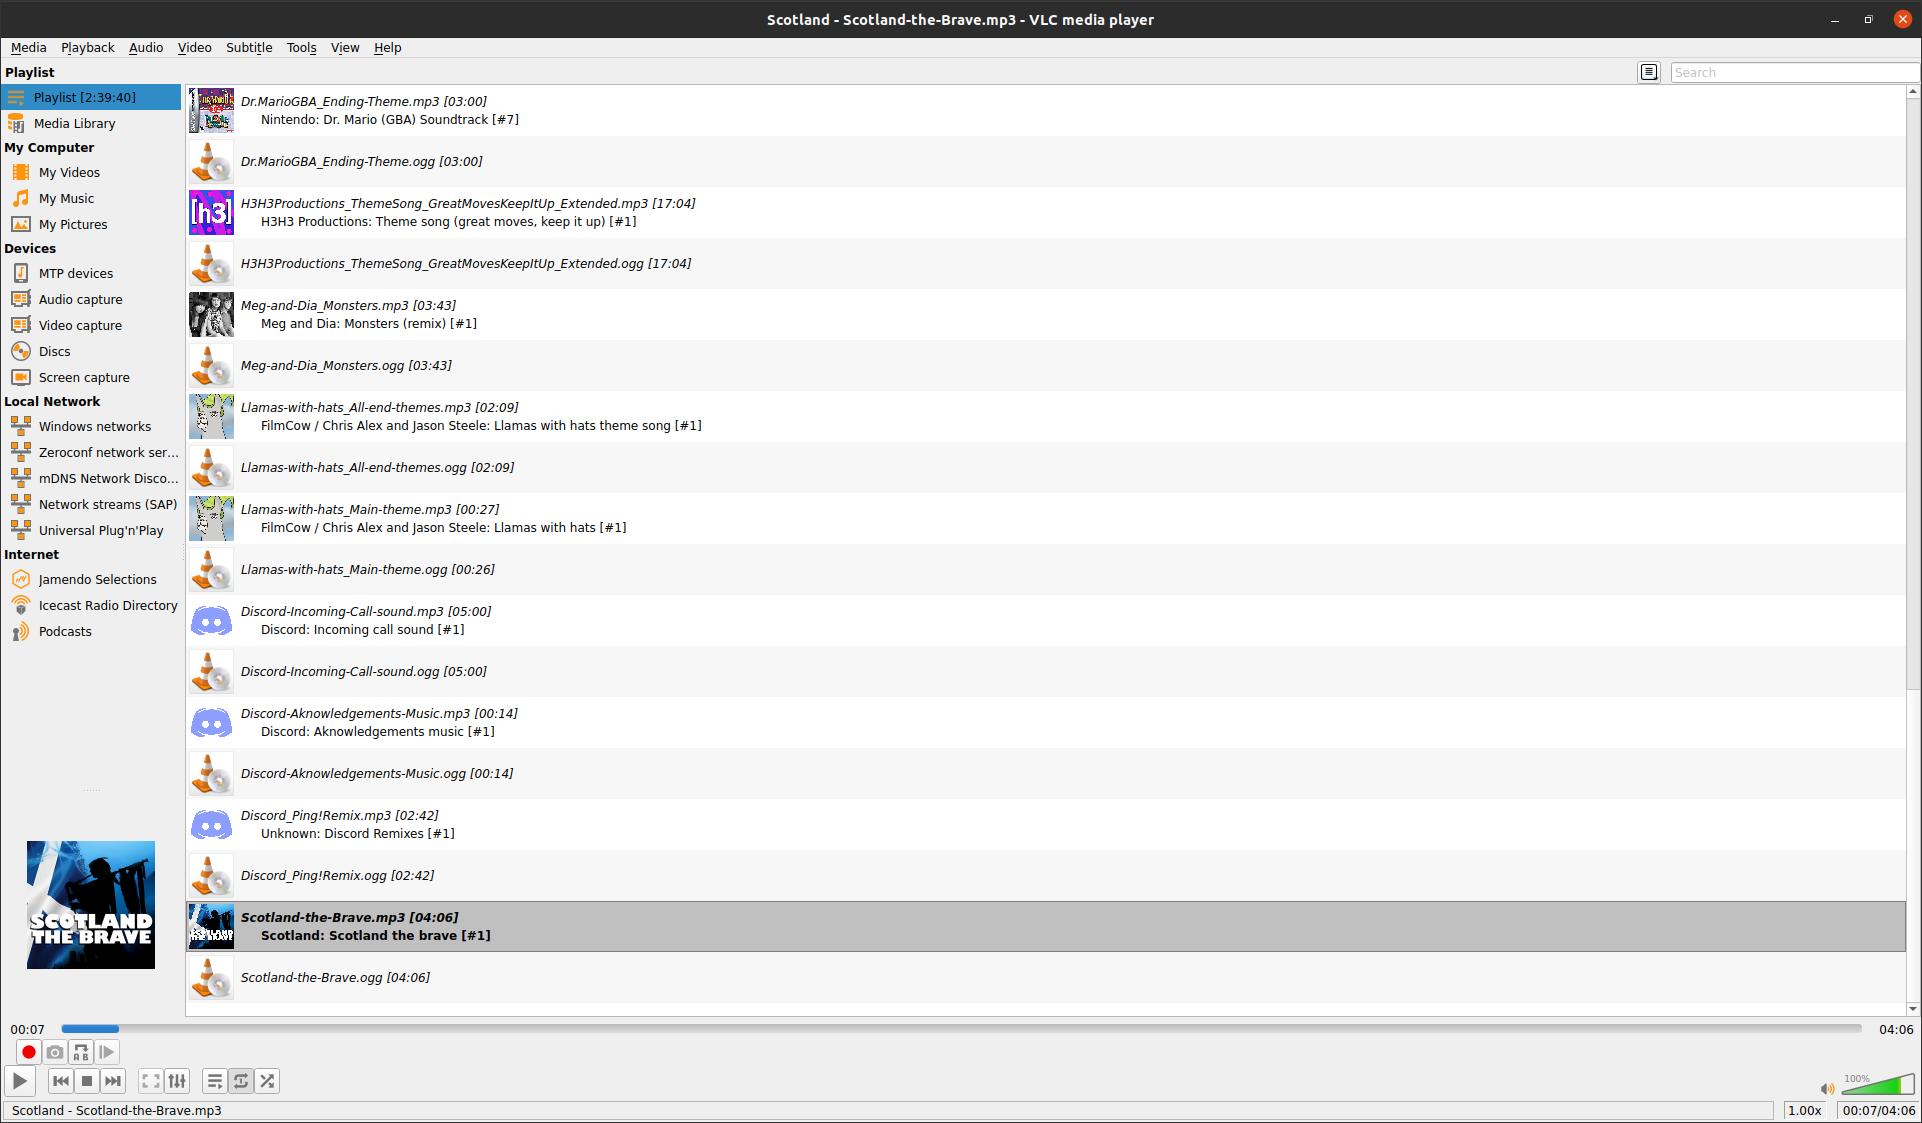 Scotland - Scotland-the-Brave.mp3 - VLC media player
Media Playback Audio Video Subtitle Tools View Help
Playlist
Search
Playlist [2:39:40]
Media Library
My Computer
My Videos
My Music
My Pictures
Devices
MTP devices
Audio capture
Video capture
Discs
Screen capture
Local Network
Windows networks
Zeroconf network ser...
mDNS Network Disco...
Network streams (SAP)
Universal Plug'n'Play
Internet
Jamendo Selections
Icecast Radio Directory
Podcasts
SCOTLAND
THE BRAVE
Dr.MarioGBA_Ending-Theme.mp3 [03:00]
Nintendo: Dr. Mario (GBA) Soundtrack [#7]
Dr.MarioGBA_Ending-Theme.ogg [03:00]
[h3]
H3H3Productions_ThemeSong_GreatMovesKeepItUp_Extended.mp3 [17:04]
H3H3 Productions: Theme song (great moves, keep it up) [#1]
H3H3Productions_ThemeSong_GreatMovesKeepItUp_Extended.ogg [17:04]
Meg-and-Dia_Monsters.mp3 [03:43]
Meg and Dia: Monsters (remix) [#1]
Meg-and-Dia_Monsters.ogg [03:43]
Llamas-with-hats_All-end-themes.mp3 [02:09]
FilmCow / Chris Alex and Jason Steele: Llamas with hats theme song [#1]
Llamas-with-hats_All-end-themes.ogg [02:09]
Llamas-with-hats_Main-theme.mp3 [00:27]
FilmCow / Chris Alex and Jason Steele: Llamas with hats [#1]
Llamas-with-hats_Main-theme.ogg [00:26]
Discord-Incoming-Call-sound.mp3 [05:00]
Discord: Incoming call sound [#1]
Discord-Incoming-Call-sound.ogg [05:00]
Discord-Aknowledgements-Music.mp3 [00:14]
Discord: Aknowledgements music [#1]
Discord-Aknowledgements-Music.ogg [00:14]
Discord_Ping!Remix.mp3 [02:42]
Unknown: Discord Remixes [#1]
Discord_Ping!Remix.ogg [02:42]
SCOTLAND
THE BRAVE
Scotland-the-Brave.mp3 [04:06]
Scotland: Scotland the brave [#1]
Scotland-the-Brave.ogg [04:06]
00:07
04:06
A B
100%
Scotland - Scotland-the-Brave.mp3
1.00x
00:07/04:06